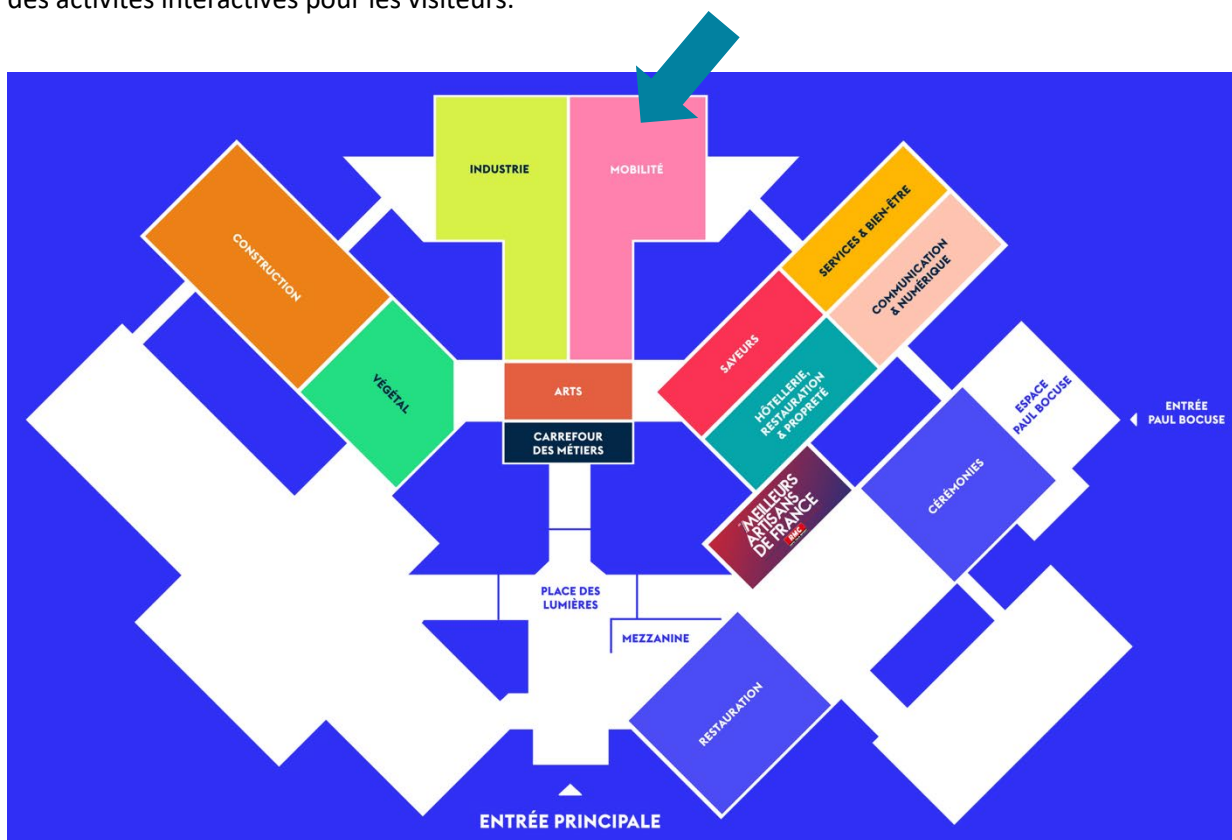 des activités interactives pour les visiteurs.
INDUSTRIE
MOBILITÉ
CONSTRUCTION
VÉGÉTAL
SERVICES & BIEN-ÊTRE
COMMUNICATION
& NUMÉRIQUE
SAVEURS
HÔTELLERIE,
RESTAURATION
& PROPRETÉ
ARTS
CARREFOUR
DES MÉTIERS
ESPACE
PAUL BOCUSE
ENTRÉE
PAUL BOCUSE
CÉRÉMONIES
MEILLEURS
ARTISANS
DE FRANCE
RMC
PLACE DES
LUMIÈRES
MEZZANINE
RESTAURATION
ENTRÉE PRINCIPALE